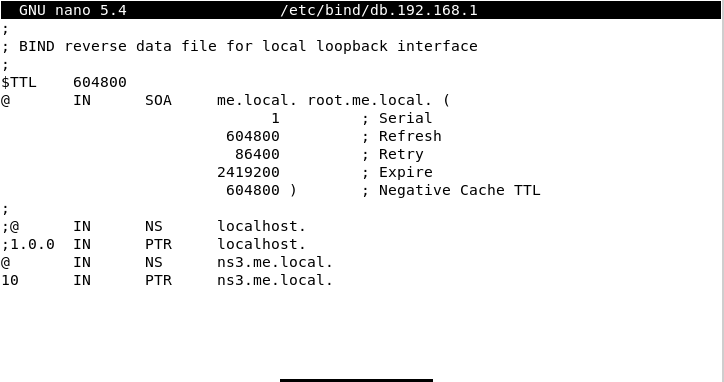 GNU nano 5.4 /etc/bind/db.192.168.1
;
; BIND reverse data file for local loopback interface
;
$TTL 604800
@ IN SOA me.local. root.me.local. (
1 ; Serial
604800 ; Refresh
86400 ; Retry
2419200 ; Expire
604800 ) ; Negative Cache TTL
;
;@ IN NS localhost.
;1.0.0 IN PTR localhost.
@ IN NS ns3.me.local.
10 IN PTR ns3.me.local.